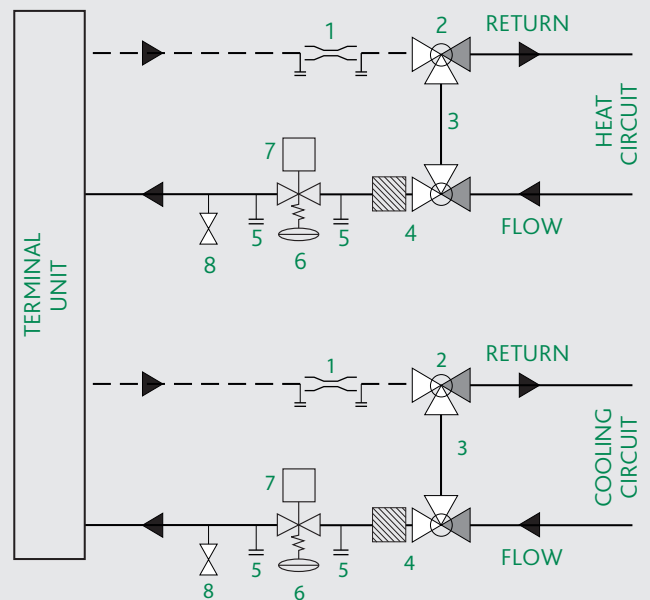 1
2
RETURN
3
HEAT
CIRCUIT
7
4
FLOW
5
5
6
8
TERMINAL
UNIT
1
2
RETURN
3
COOLING
CIRCUIT
7
4
FLOW
5
5
6
8